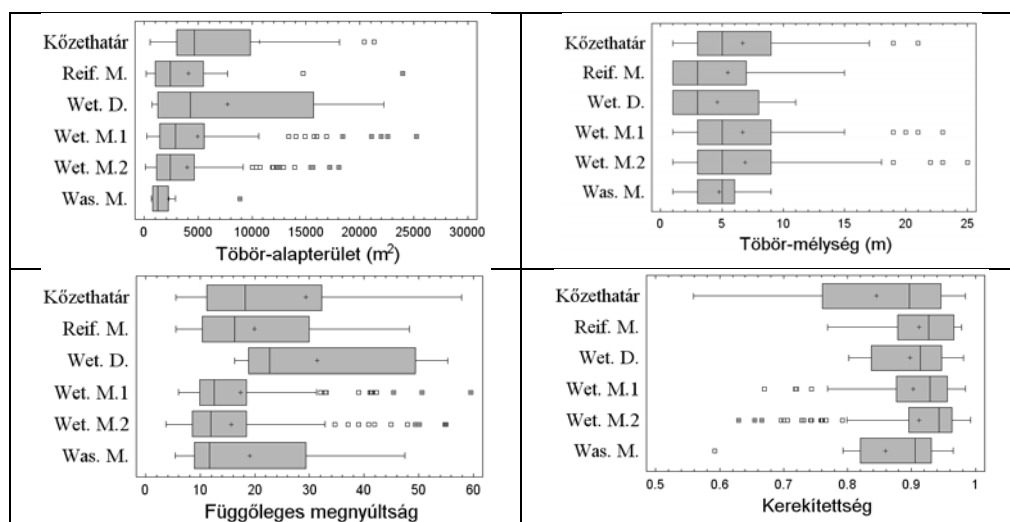 Kőzethatár
Reif. M.
Wet. D.
Wet. M.1
Wet. M.2
Was. M.
0 5000 10000 15000 20000 25000 30000
Töbör-alapterület (m²)
Kőzethatár
Reif. M.
Wet. D.
Wet. M.1
Wet. M.2
Was. M.
0 5 10 15 20 25
Töbör-mélység (m)
Kőzethatár
Reif. M.
Wet. D.
Wet. M.1
Wet. M.2
Was. M.
0 10 20 30 40 50 60
Függőleges megnyúltság
Kőzethatár
Reif. M.
Wet. D.
Wet. M.1
Wet. M.2
Was. M.
0.5 0.6 0.7 0.8 0.9 1
Kerekítettség